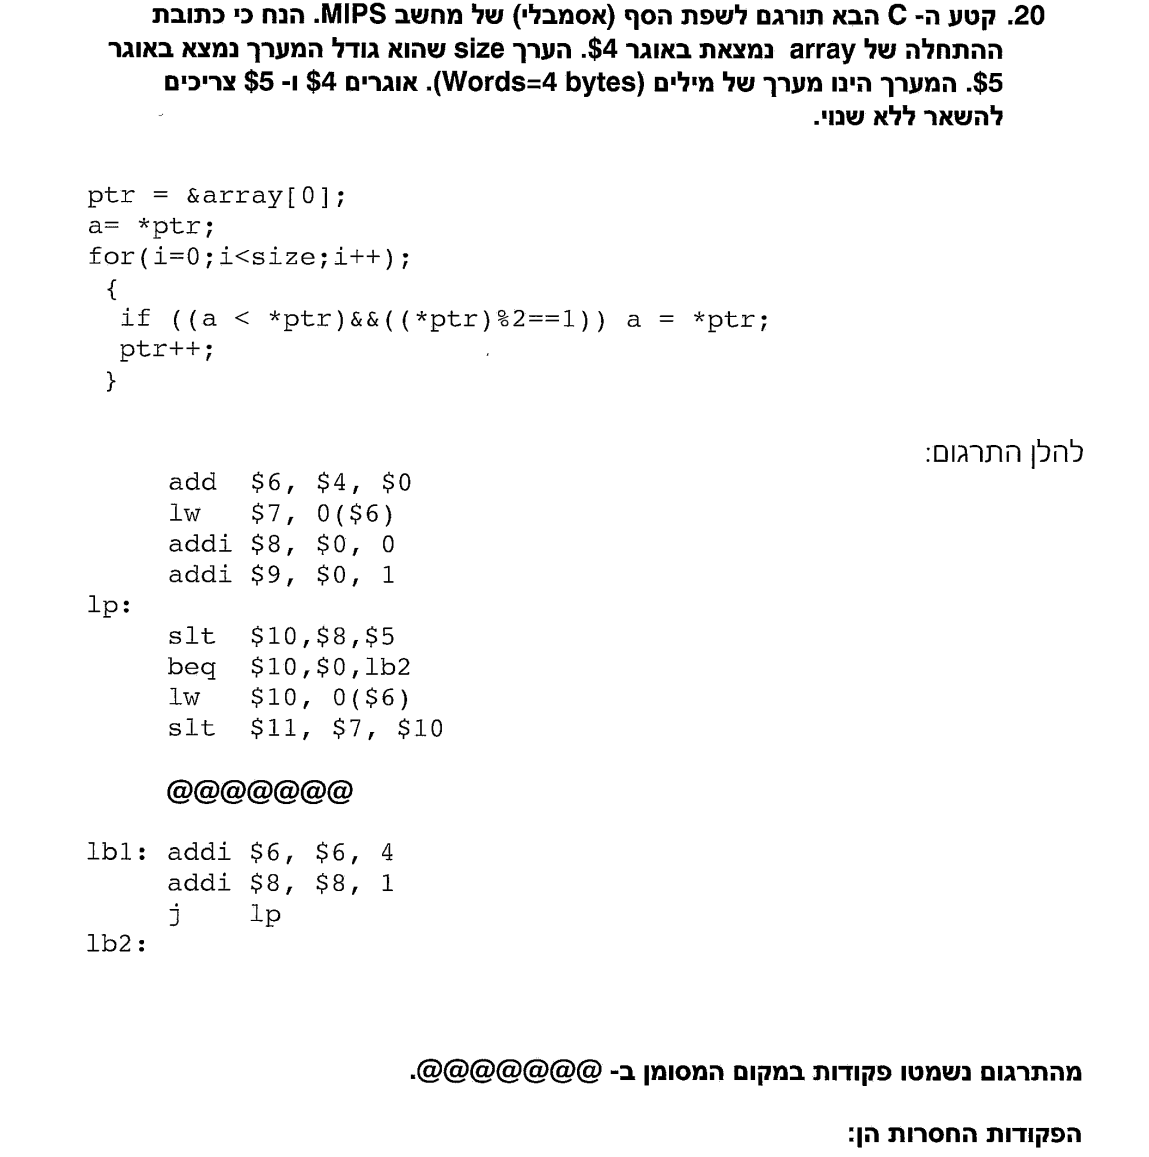 20. קטע ה- C הבא תורגם לשפת הסף (אסמבלי) של מחשב MIPS. הנח כי כתובת
ההתחלה של array נמצאת באוגר $4. הערך size שהוא גודל המערך נמצא באוגר
$5. המערך הינו מערך של מילים (Words=4 bytes). אוגרים $4 ו- $5 צריכים
להשאר ללא שנוי.
ptr = &array[0];
a= *ptr;
for(i=0;i<size;i++);
{
if ((a < *ptr)&&((*ptr)%2==1)) a = *ptr;
ptr++;
}
להלן התרגום:
add $6, $4, $0
lw $7, 0($6)
addi $8, $0, 0
addi $9, $0, 1
lp:
slt $10,$8,$5
beq $10,$0,lb2
lw $10, 0($6)
slt $11, $7, $10
@@@@@@@
lb1: addi $6, $6, 4
addi $8, $8, 1
j lp
lb2:
מהתרגום נשמטו פקודות במקום המסומן ב- @@@@@@@.
הפקודות החסרות הן: